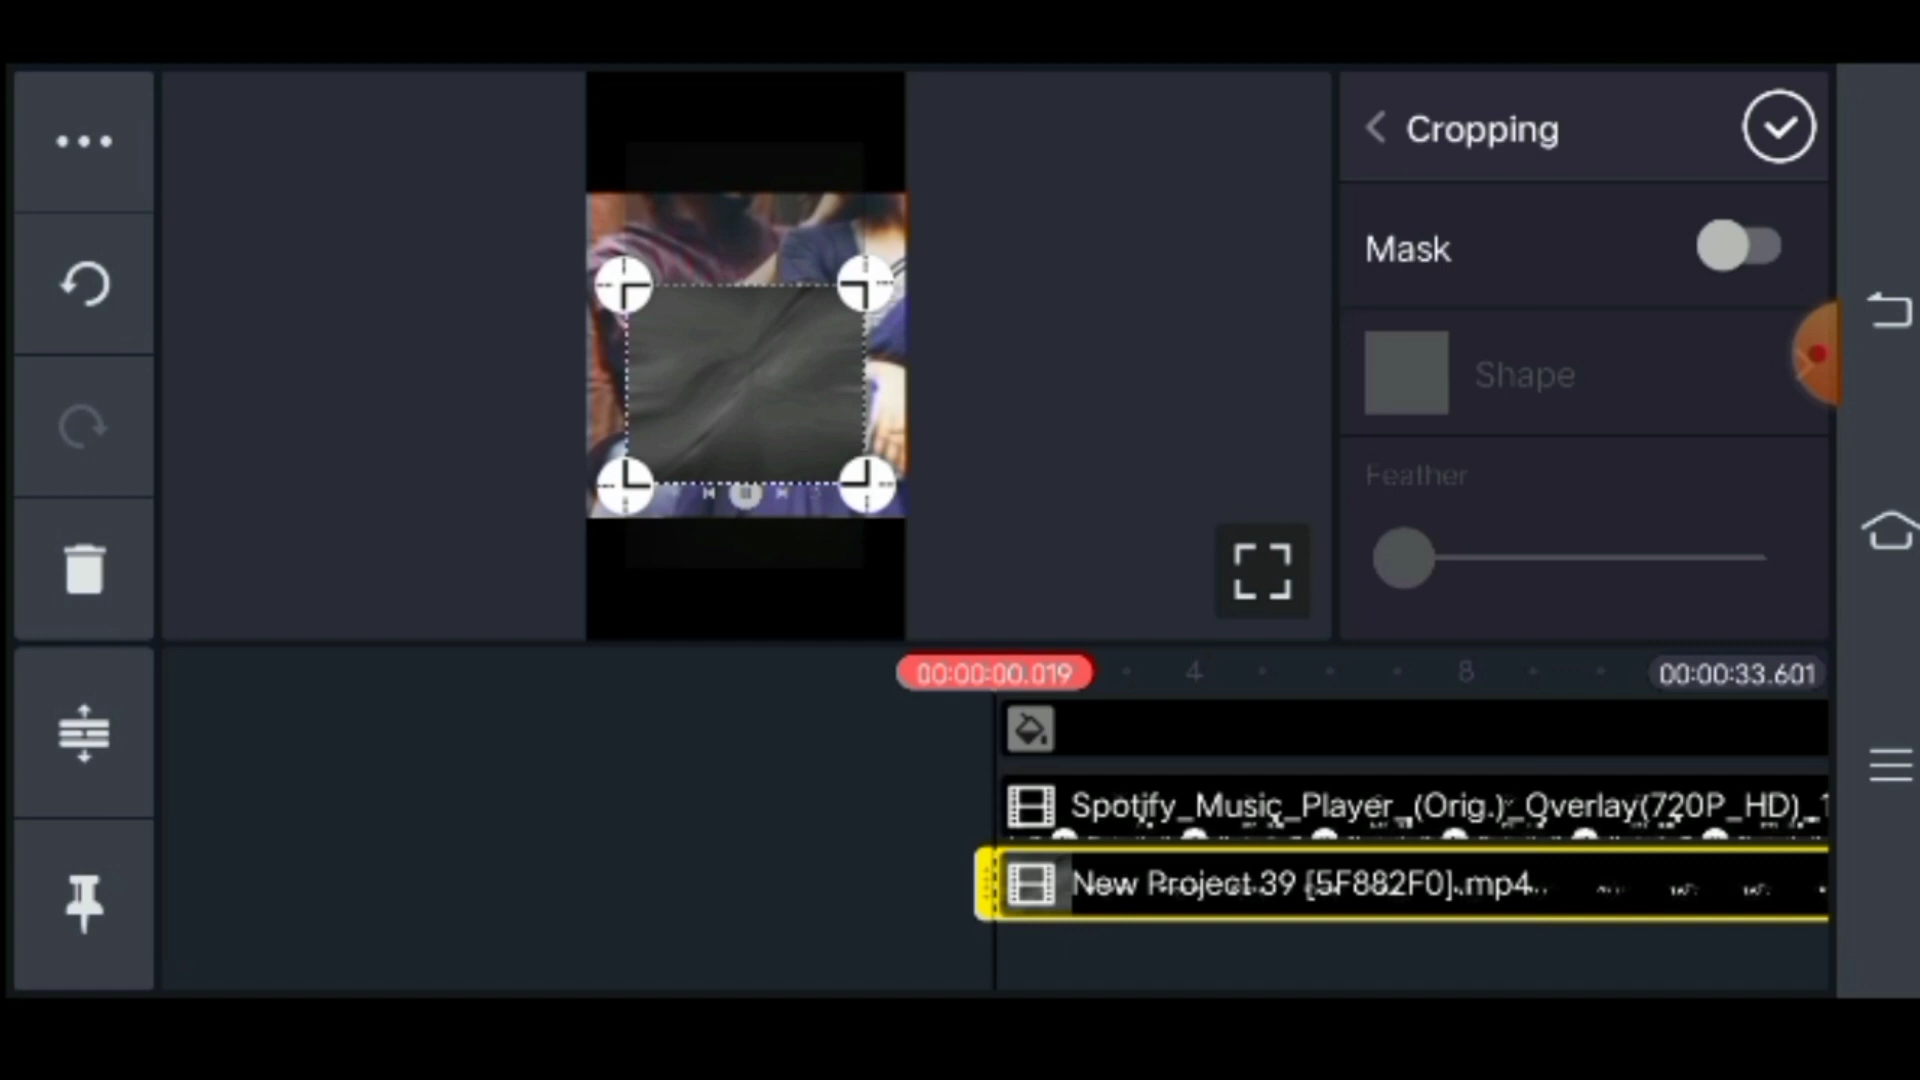 Cropping
Mask
Shape
Feather
00:00:00.019
4
8
00:00:33.601
Spotify_Music_Player_(Orig.)_Overlay(720P_HD)_1
New Project 39 [5F882F0].mp4